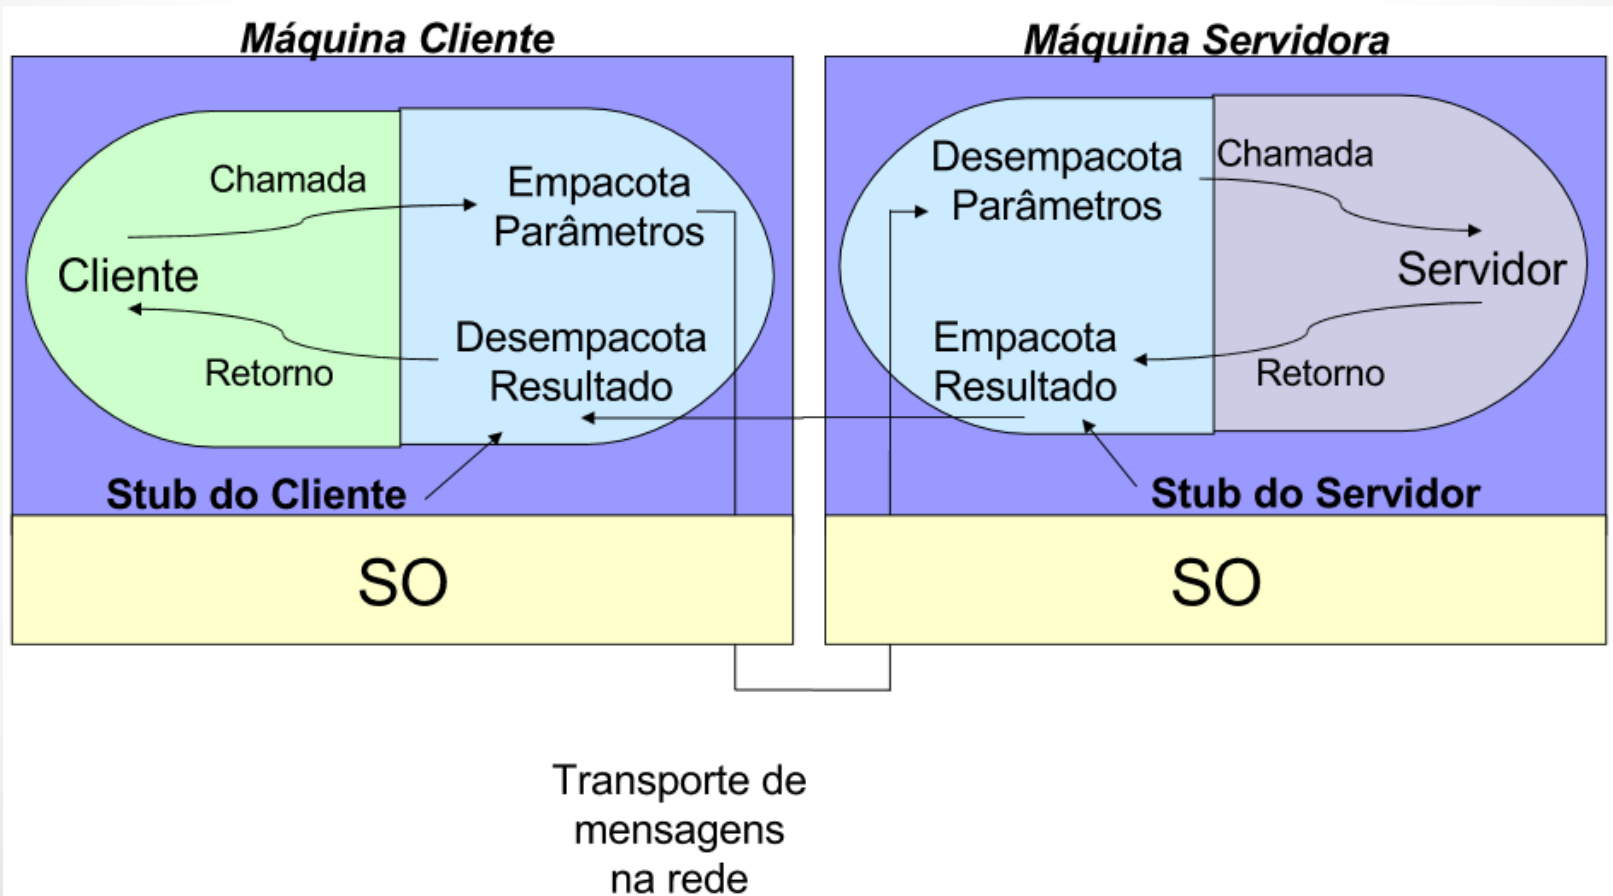 Máquina Cliente
Chamada
Empacota
Parâmetros
Cliente
Desempacota
Resultado
Retorno
Stub do Cliente
SO
Máquina Servidora
Desempacota
Parâmetros
Chamada
Servidor
Empacota
Resultado
Retorno
Stub do Servidor
SO
Transporte de
mensagens
na rede